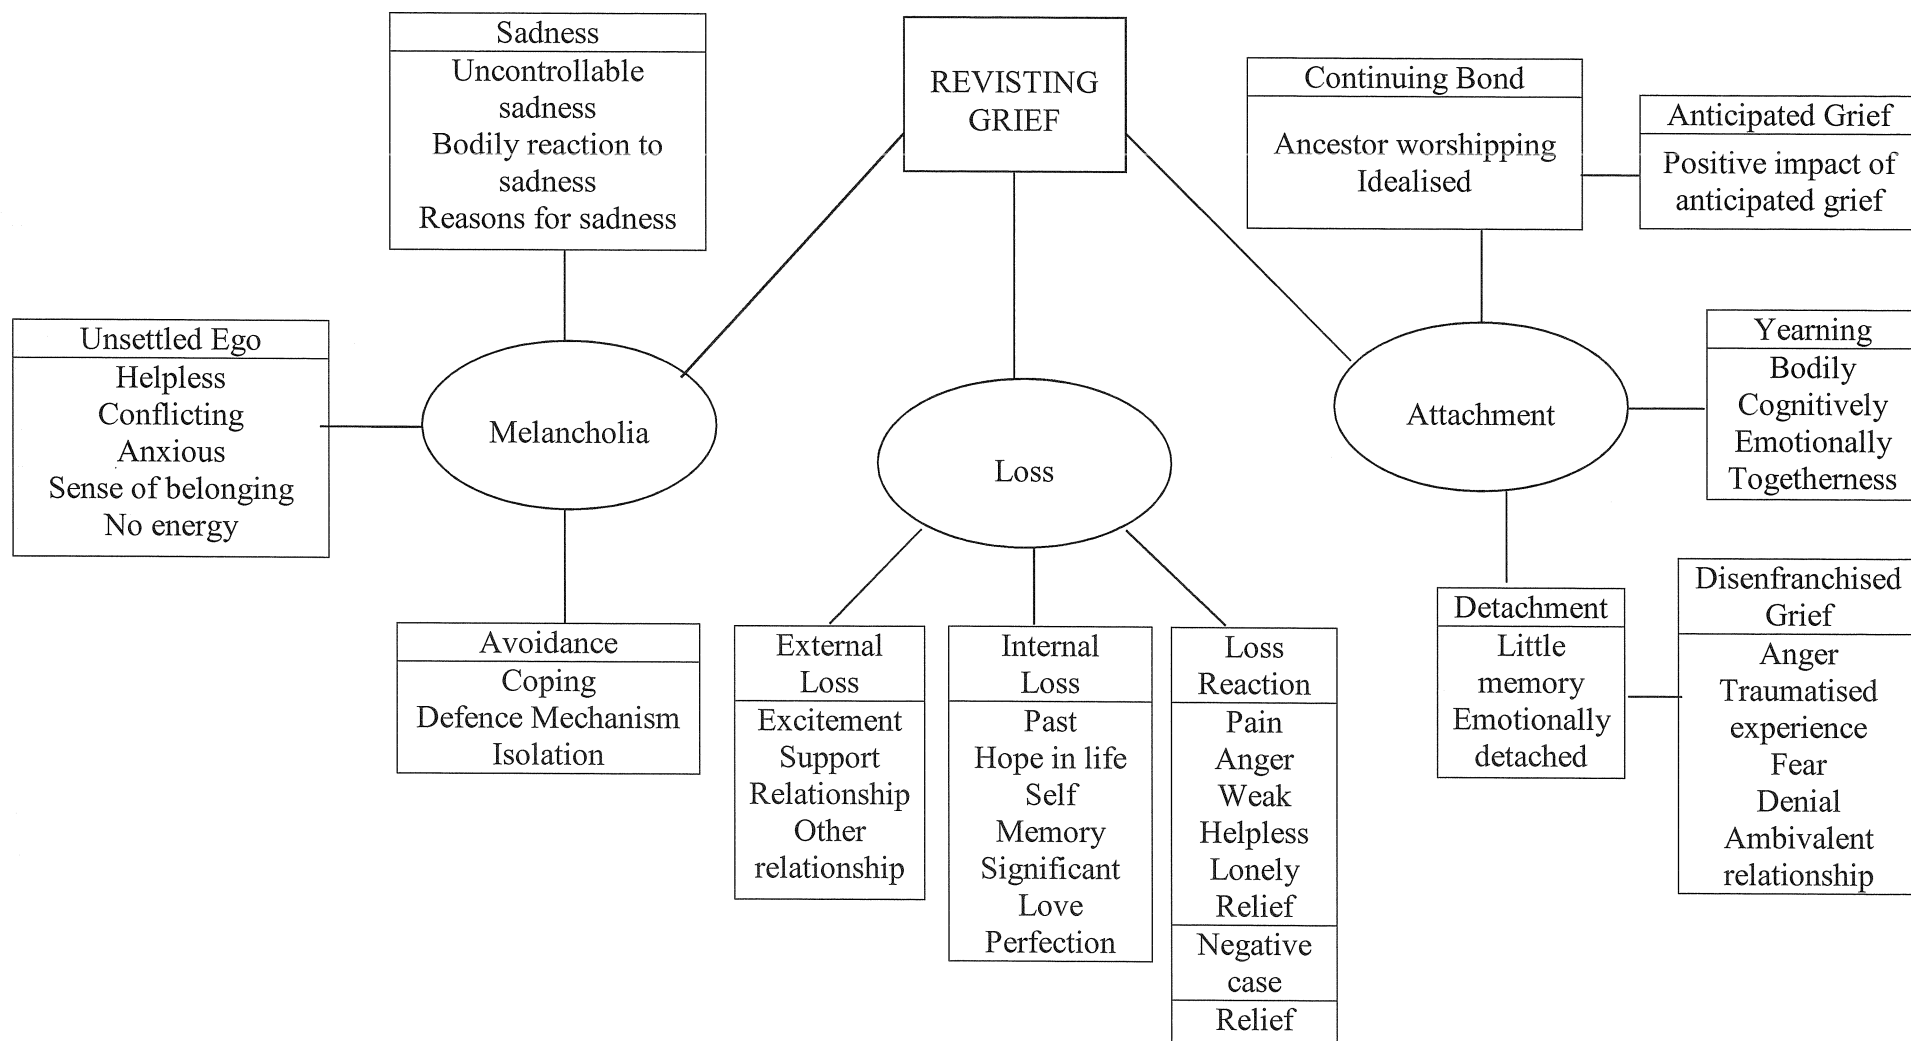 REVISTING
GRIEF
Sadness
Uncontrollable
sadness
Bodily reaction to
sadness
Reasons for sadness
Continuing Bond
Ancestor worshipping
Idealised
Anticipated Grief
Positive impact of
anticipated grief
Unsettled Ego
Helpless
Conflicting
Anxious
Sense of belonging
No energy
Melancholia
Loss
Attachment
Yearning
Bodily
Cognitively
Emotionally
Togetherness
Avoidance
Coping
Defence Mechanism
Isolation
External
Loss
Excitement
Support
Relationship
Other
relationship
Internal
Loss
Past
Hope in life
Self
Memory
Significant
Love
Perfection
Loss
Reaction
Pain
Anger
Weak
Helpless
Lonely
Relief
Negative
case
Relief
Detachment
Little
memory
Emotionally
detached
Disenfranchised
Grief
Anger
Traumatised
experience
Fear
Denial
Ambivalent
relationship